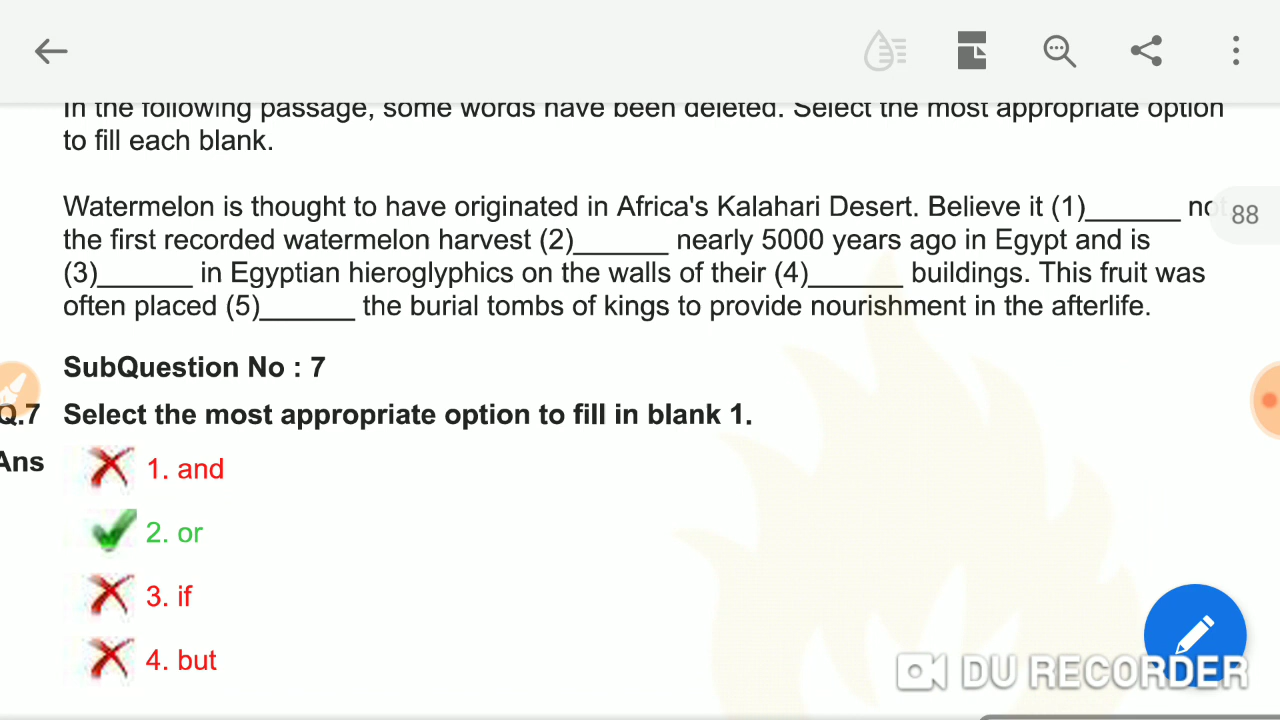 In the following passage, some words have been deleted. Select the most appropriate option
to fill each blank.
Watermelon is thought to have originated in Africa's Kalahari Desert. Believe it (1)______ not
88
the first recorded watermelon harvest (2)______ nearly 5000 years ago in Egypt and is
(3)______ in Egyptian hieroglyphics on the walls of their (4)______ buildings. This fruit was
often placed (5)______ the burial tombs of kings to provide nourishment in the afterlife.
SubQuestion No : 7
Q.7 Select the most appropriate option to fill in blank 1.
Ans
1. and
2. or
3. if
4. but
DU RECORDER